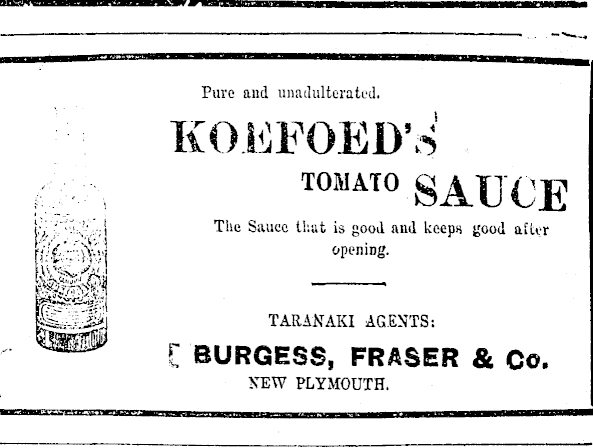 Pure and unadulterated.
KOEFOED'S
TOMATO SAUCE
The Sauce that is good and keeps good after
opening.
TARANAKI AGENTS:
BURGESS, FRASER & Co.
NEW PLYMOUTH.